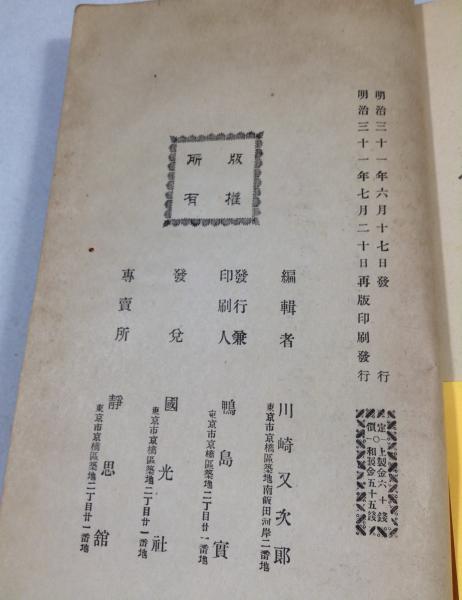 明治三十一年六月十七日發行
明治三十一年七月二十日再版印刷發行
定價
上製金六十錢
和製金五十五錢
版權
所有
編輯者
川崎又次郎
東京市京橋區築地南飯田河岸二番地
發行兼
印刷人
鴨島實
東京市京橋區築地二丁目廿一番地
發兌
國光社
東京市京橋區築地二丁目廿一番地
專賣所
靜思舘
東京市京橋區築地二丁目廿一番地